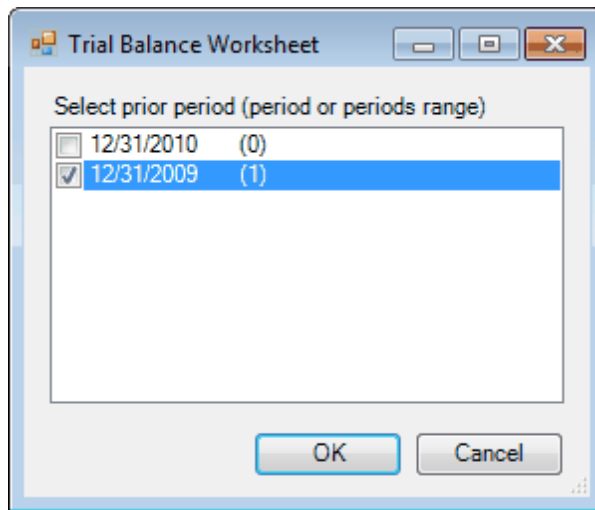 Trial Balance Worksheet
Select prior period (period or periods range)
12/31/2010 (0)
12/31/2009 (1)
OK Cancel